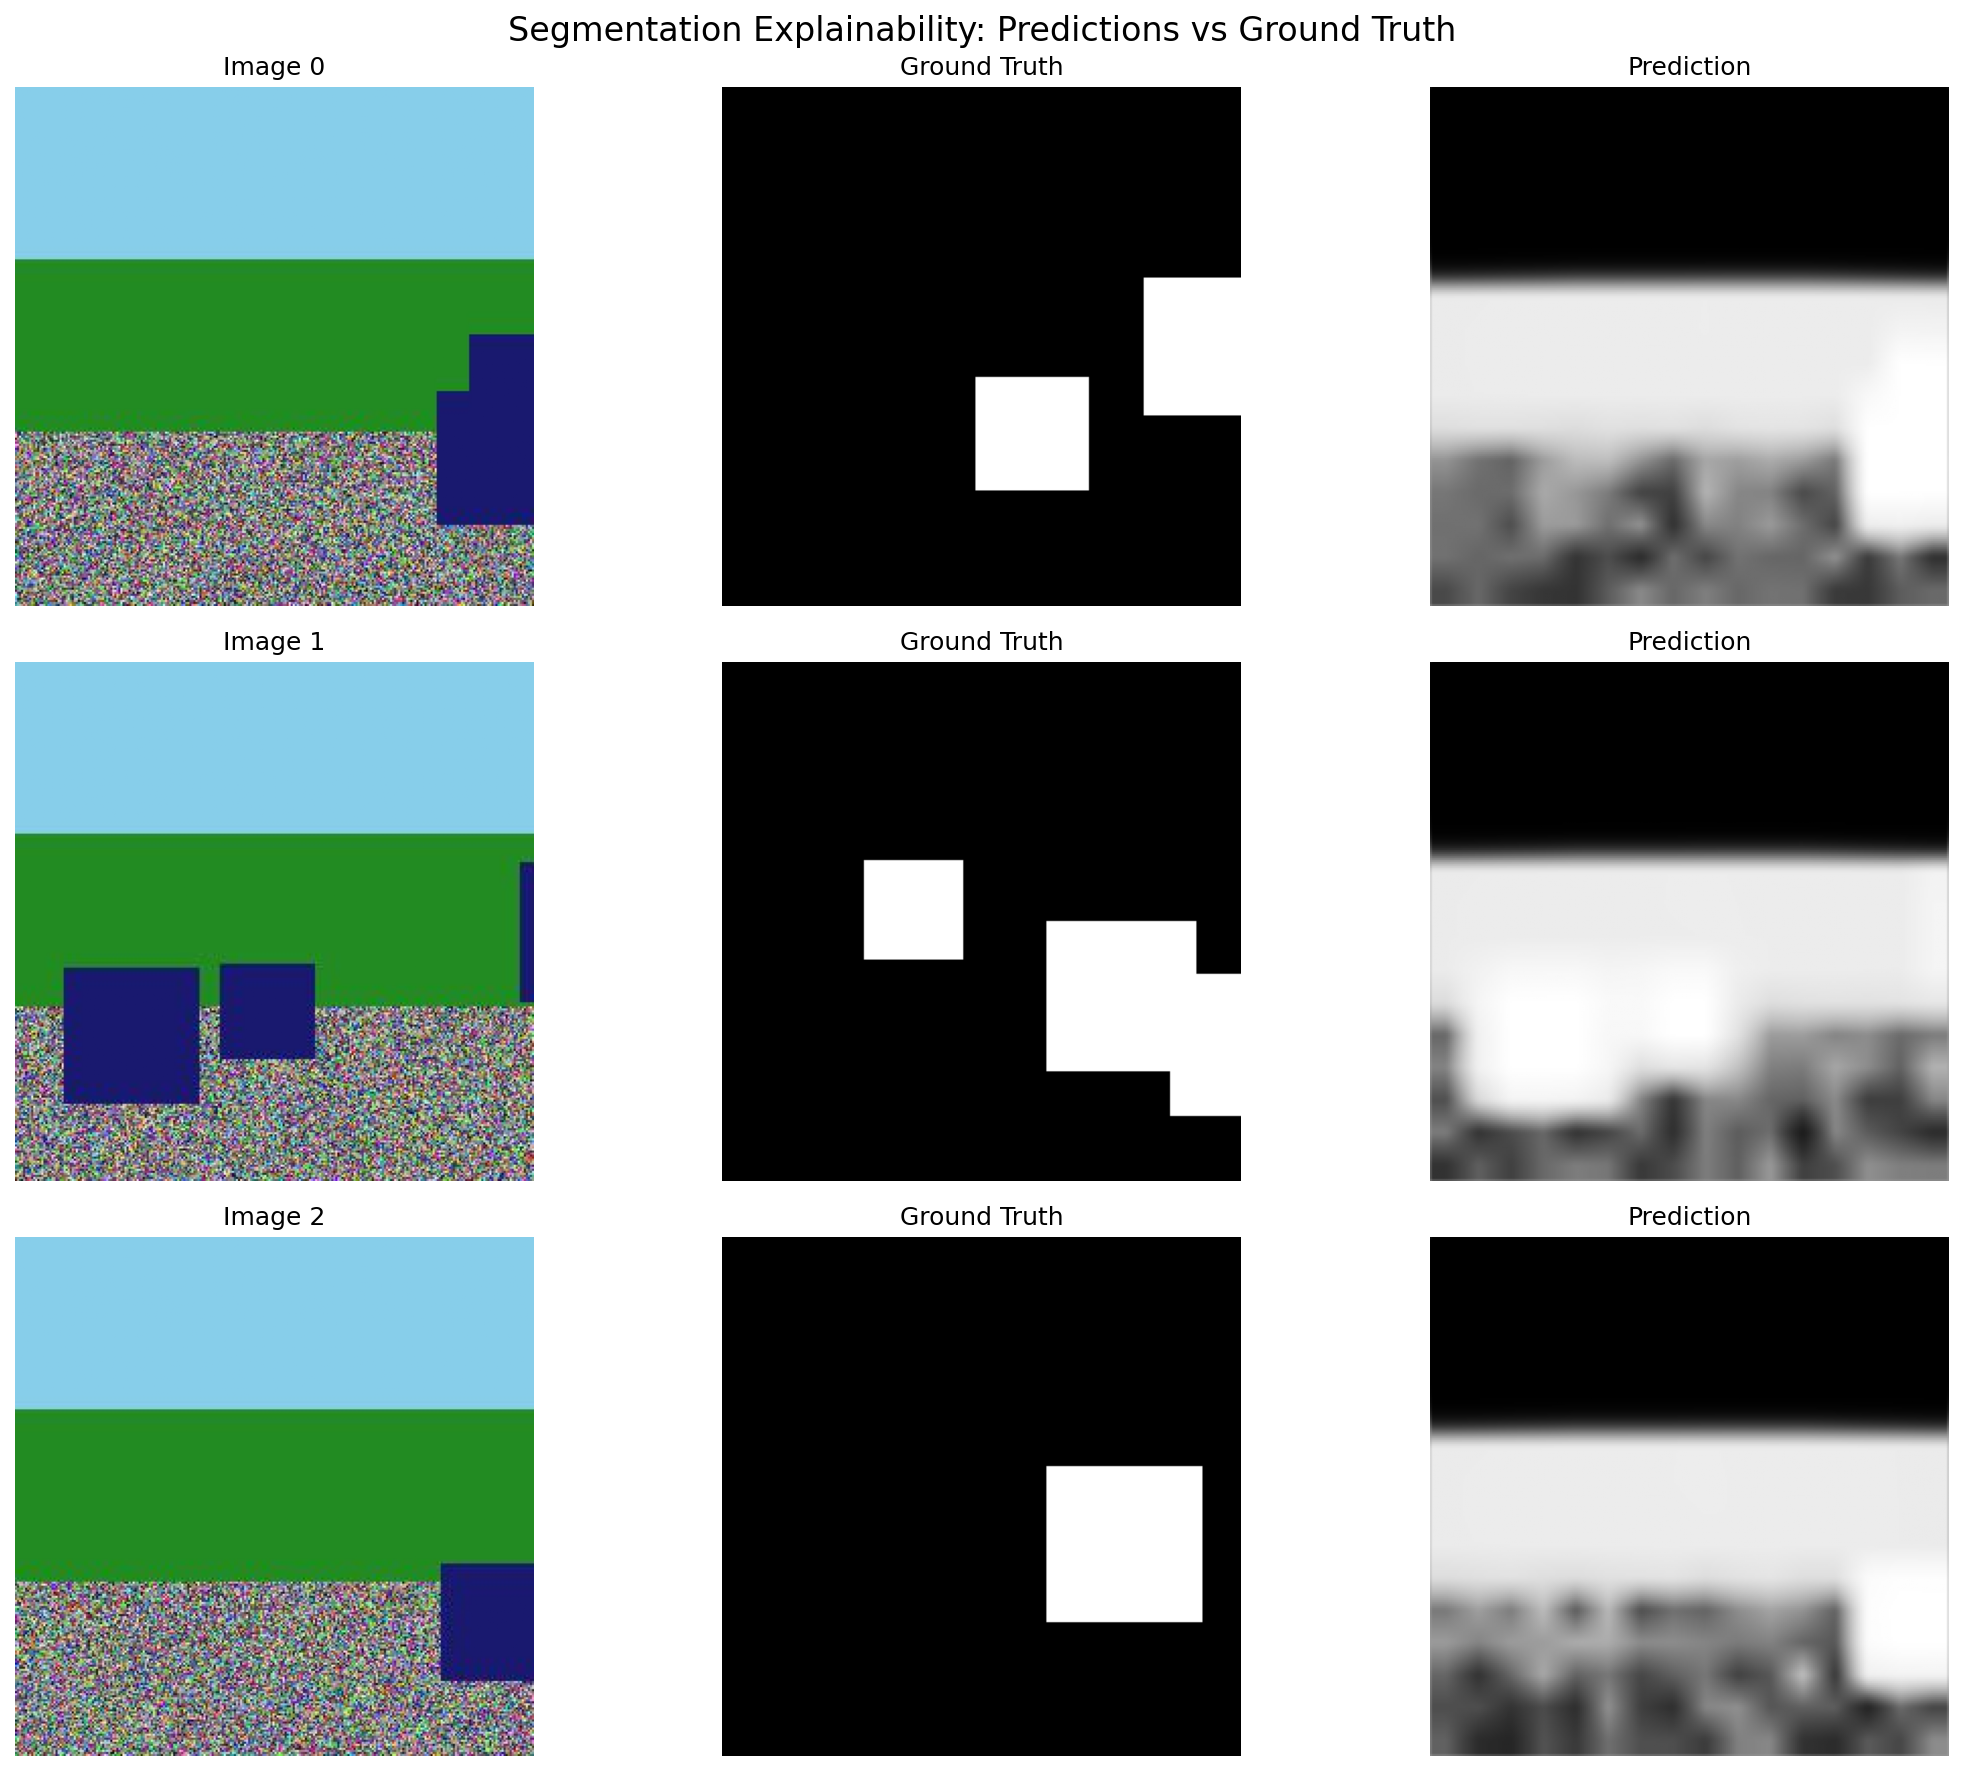 Segmentation Explainability: Predictions vs Ground Truth
Image 0
Ground Truth
Prediction
Image 1
Ground Truth
Prediction
Image 2
Ground Truth
Prediction